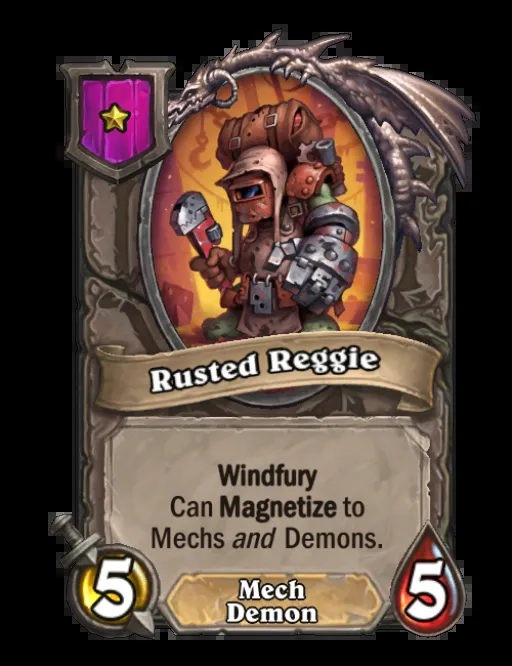 Rusted Reggie
Windfury
Can Magnetize to
Mechs and Demons.
5
Mech
Demon
5